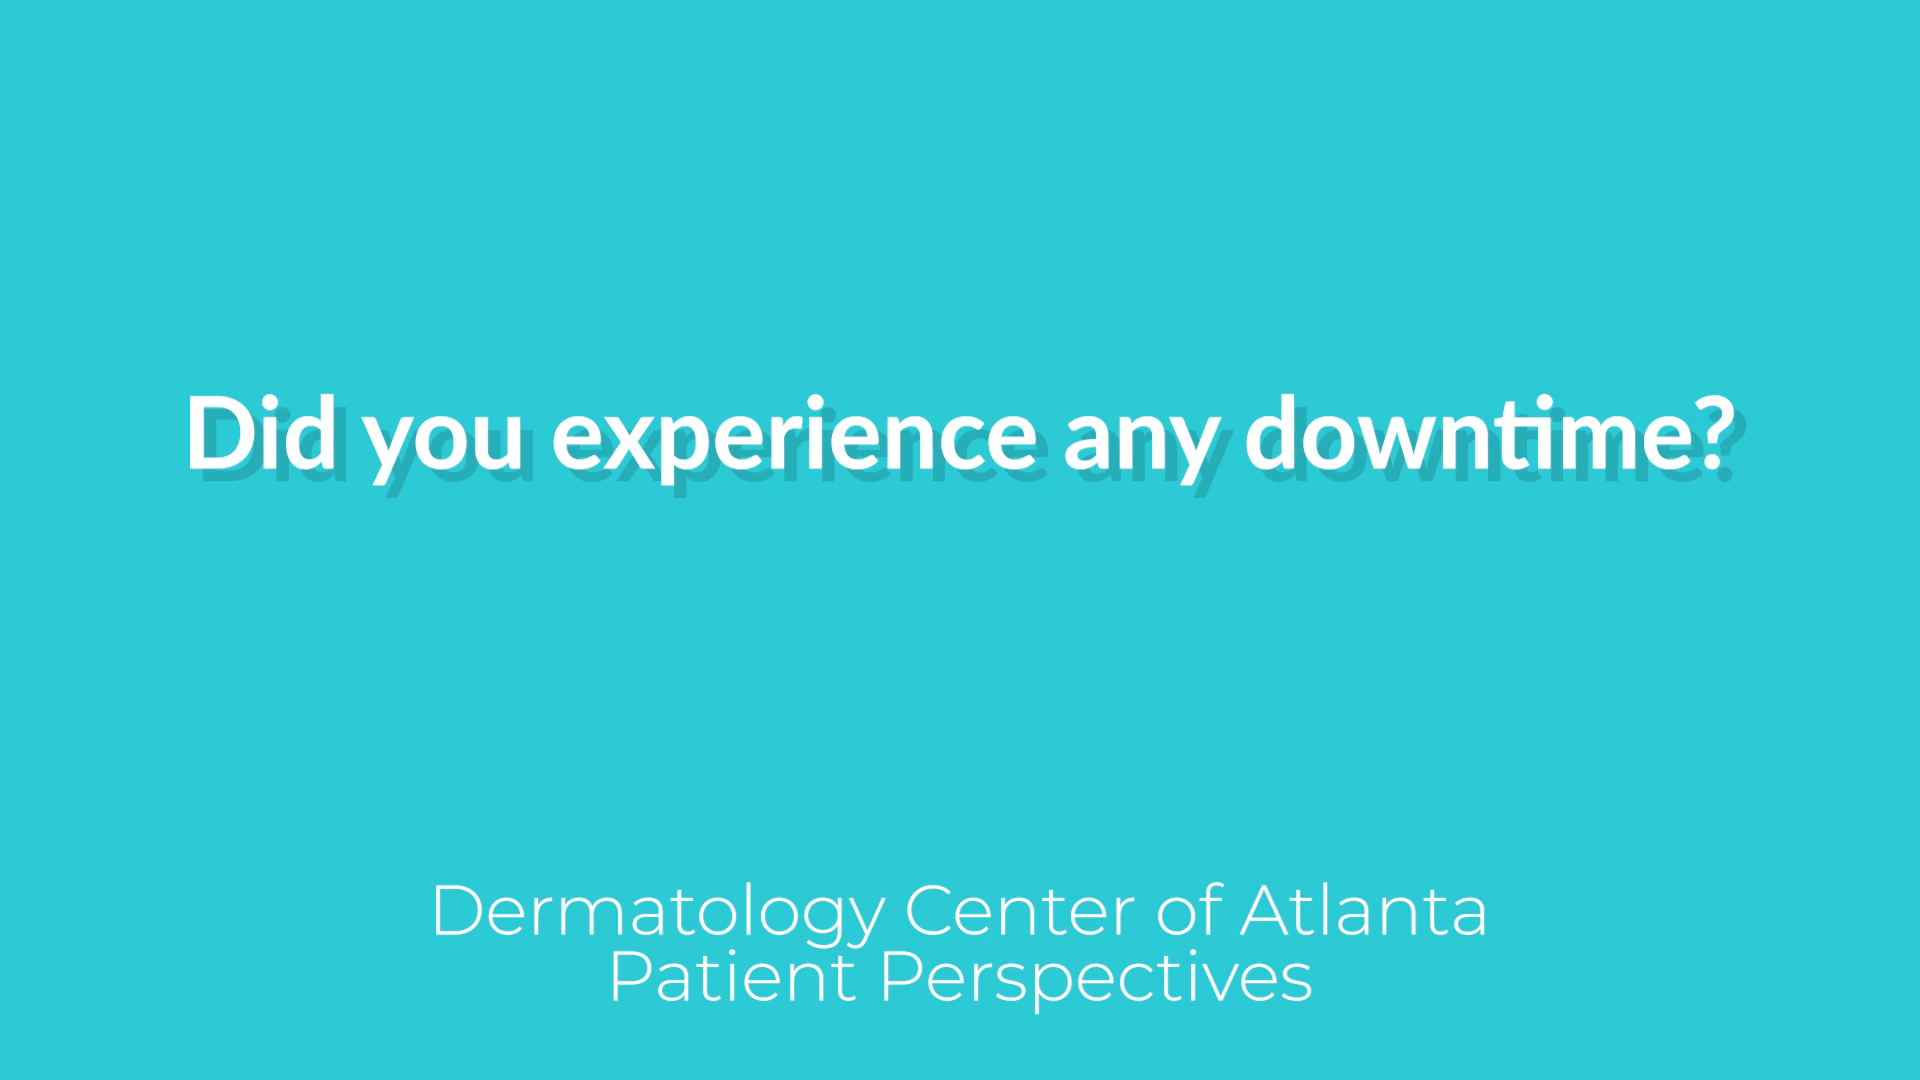 Did you experience any downtime?
Dermatology Center of Atlanta
Patient Perspectives